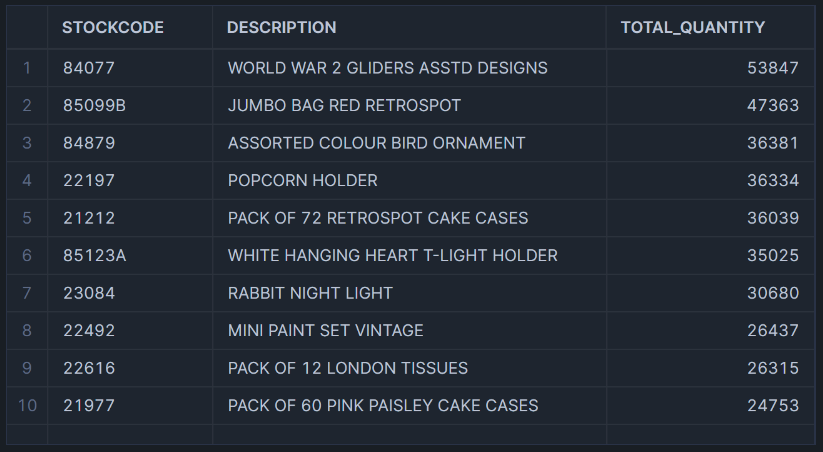 STOCKCODE DESCRIPTION TOTAL_QUANTITY
1 84077 WORLD WAR 2 GLIDERS ASSTD DESIGNS 53847
2 85099B JUMBO BAG RED RETROSPOT 47363
3 84879 ASSORTED COLOUR BIRD ORNAMENT 36381
4 22197 POPCORN HOLDER 36334
5 21212 PACK OF 72 RETROSPOT CAKE CASES 36039
6 85123A WHITE HANGING HEART T-LIGHT HOLDER 35025
7 23084 RABBIT NIGHT LIGHT 30680
8 22492 MINI PAINT SET VINTAGE 26437
9 22616 PACK OF 12 LONDON TISSUES 26315
10 21977 PACK OF 60 PINK PAISLEY CAKE CASES 24753